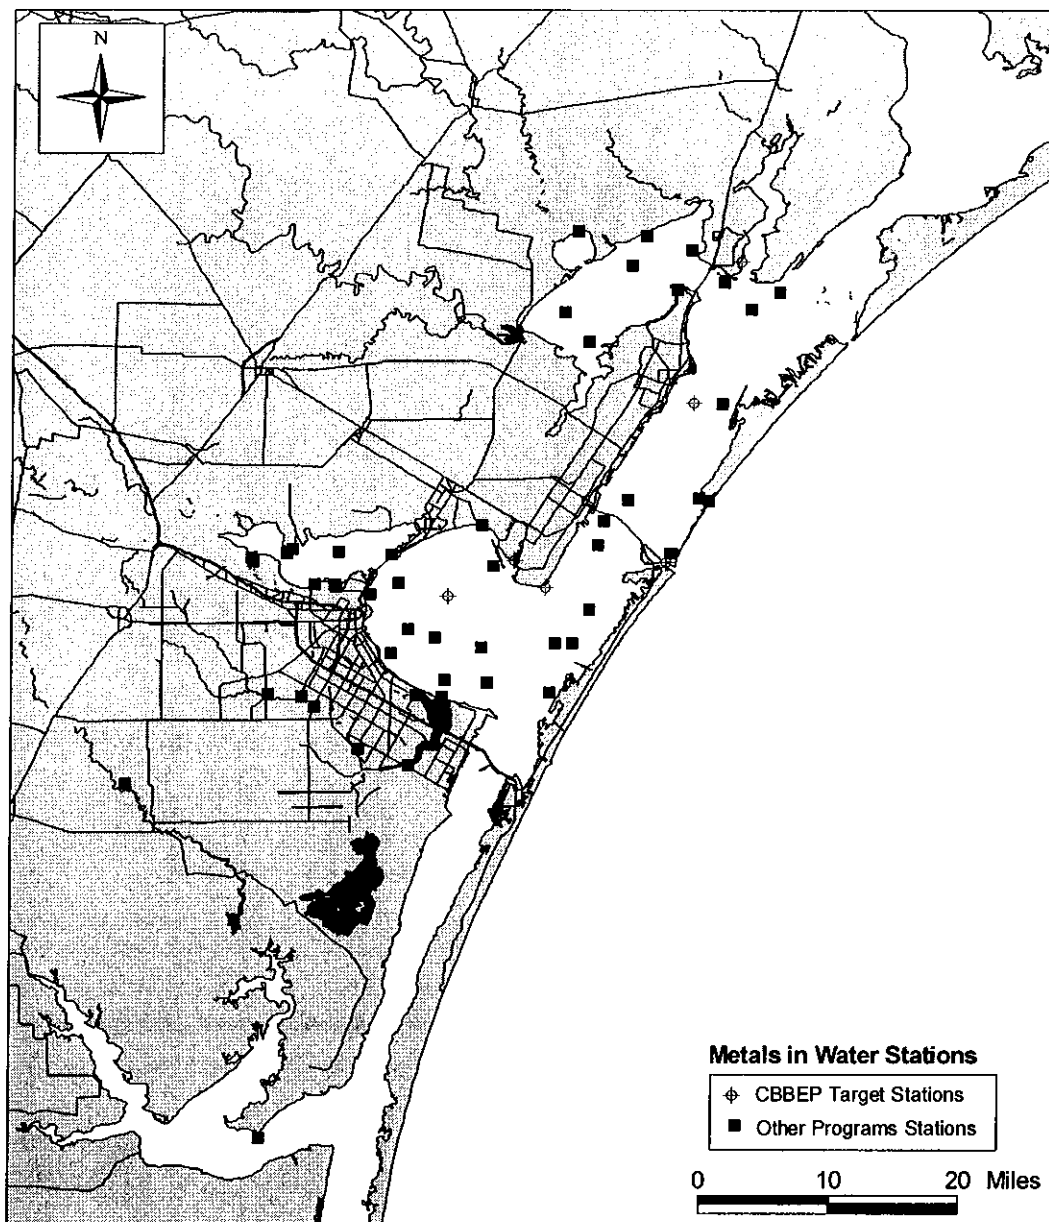 N
Metals in Water Stations
CBBEP Target Stations
Other Programs Stations
0 10 20 Miles